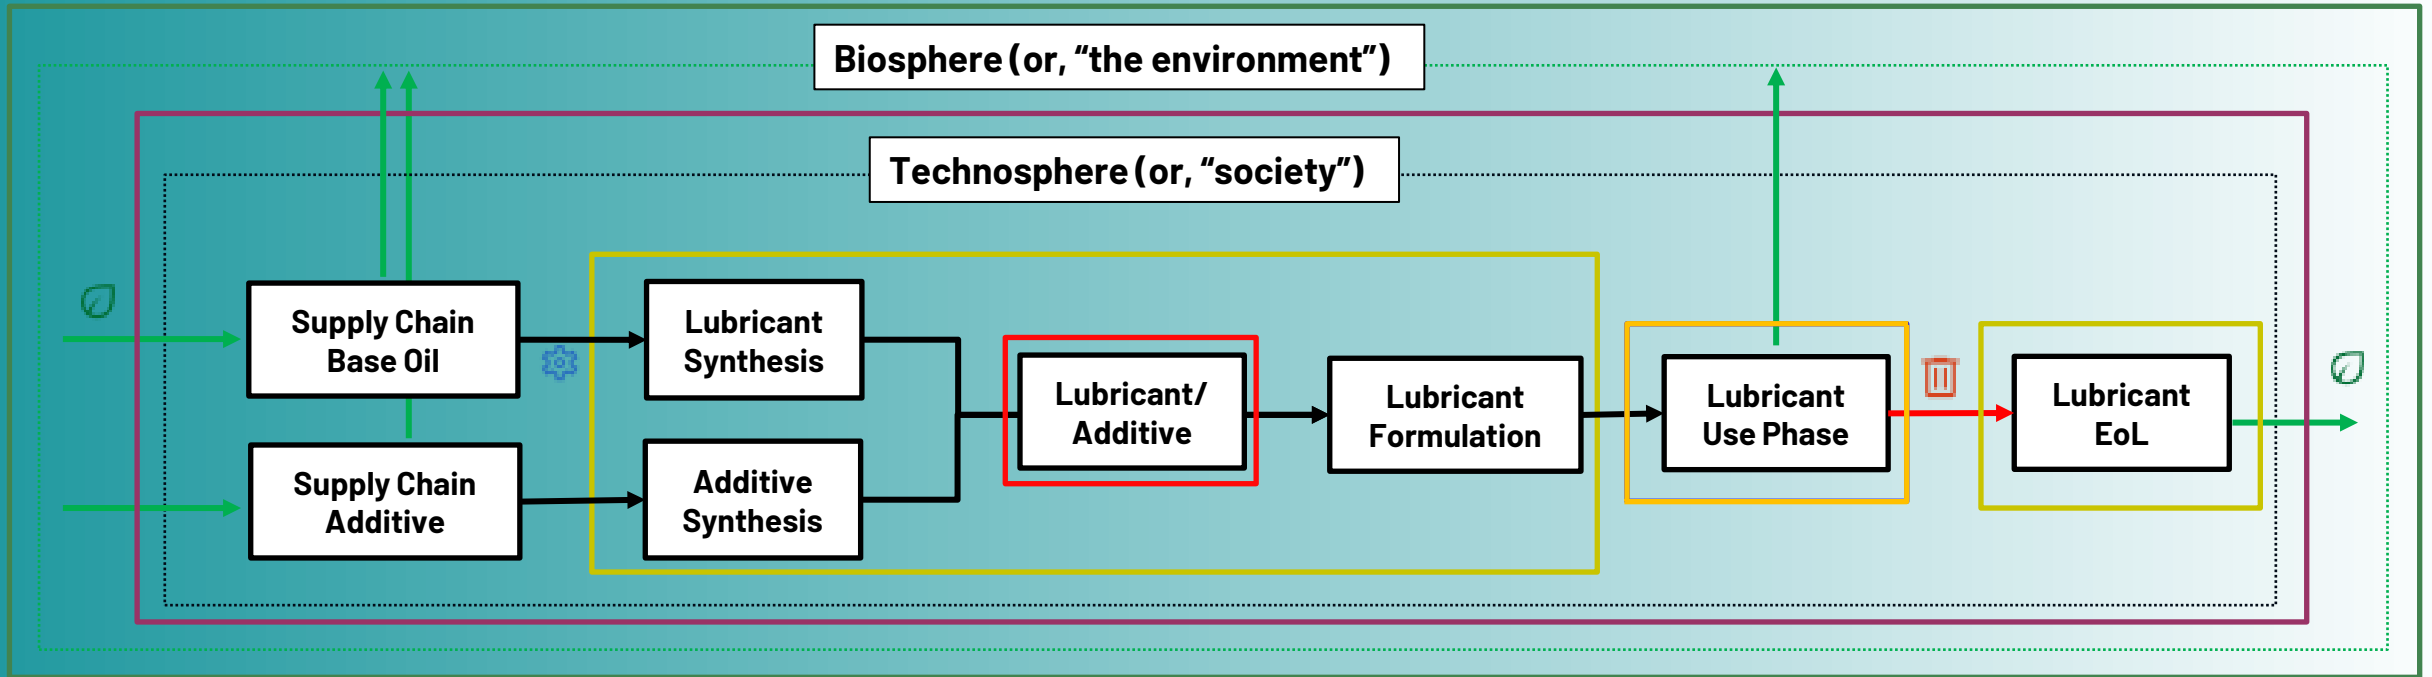 Biosphere (or, “the environment”)
Technosphere (or, “society”)
Supply Chain
Base Oil
Supply Chain
Additive
Lubricant
Synthesis
Additive
Synthesis
Lubricant/
Additive
Lubricant
Formulation
Lubricant
Use Phase
Lubricant
EoL